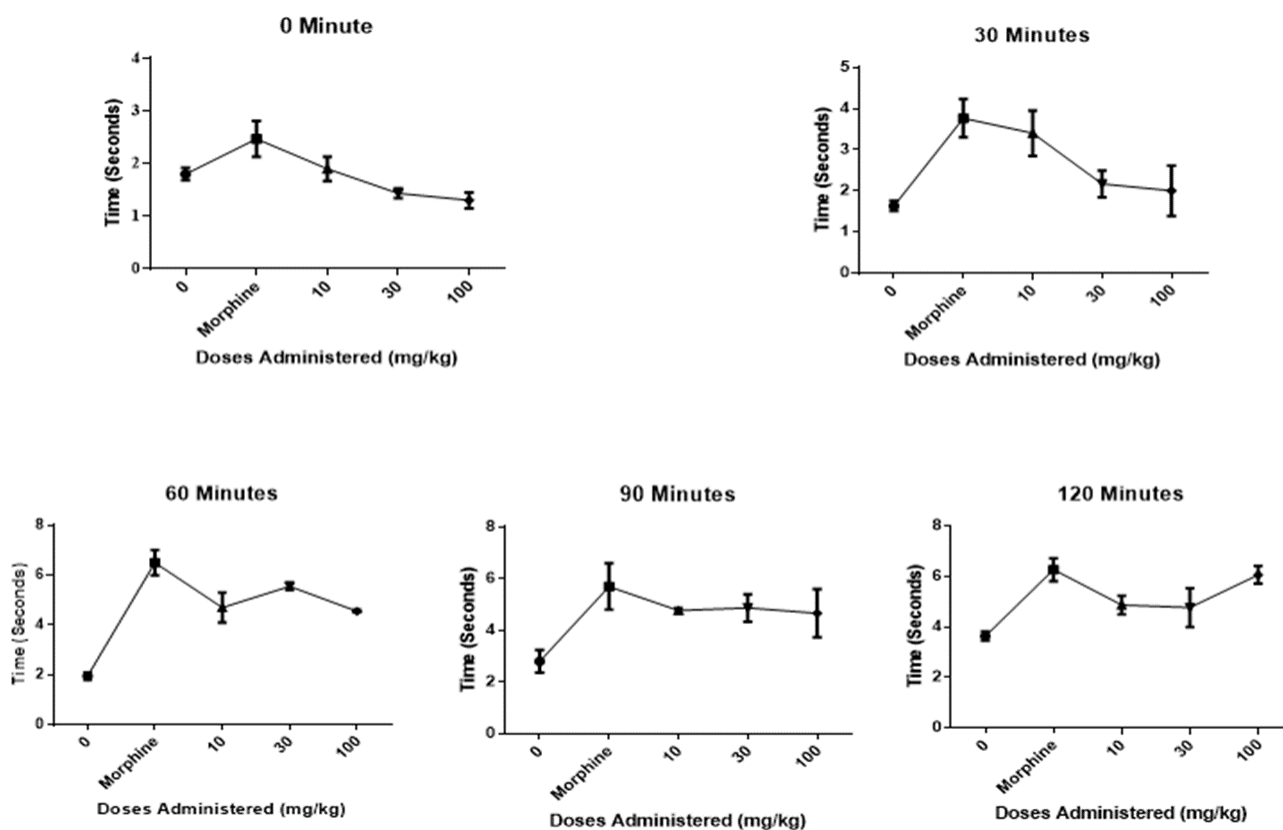 0 Minute
Time (Seconds)
4
3
2
1
0
0
Morphine
10
30
100
Doses Administered (mg/kg)
30 Minutes
Time (Seconds)
5
4
3
2
1
0
0
Morphine
10
30
100
Doses Administered (mg/kg)
60 Minutes
Time (Seconds)
8
6
4
2
0
0
Morphine
10
30
100
Doses Administered (mg/kg)
90 Minutes
Time (Seconds)
8
6
4
2
0
0
Morphine
10
30
100
Doses Administered (mg/kg)
120 Minutes
Time (Seconds)
8
6
4
2
0
0
Morphine
10
30
100
Doses Administered (mg/kg)